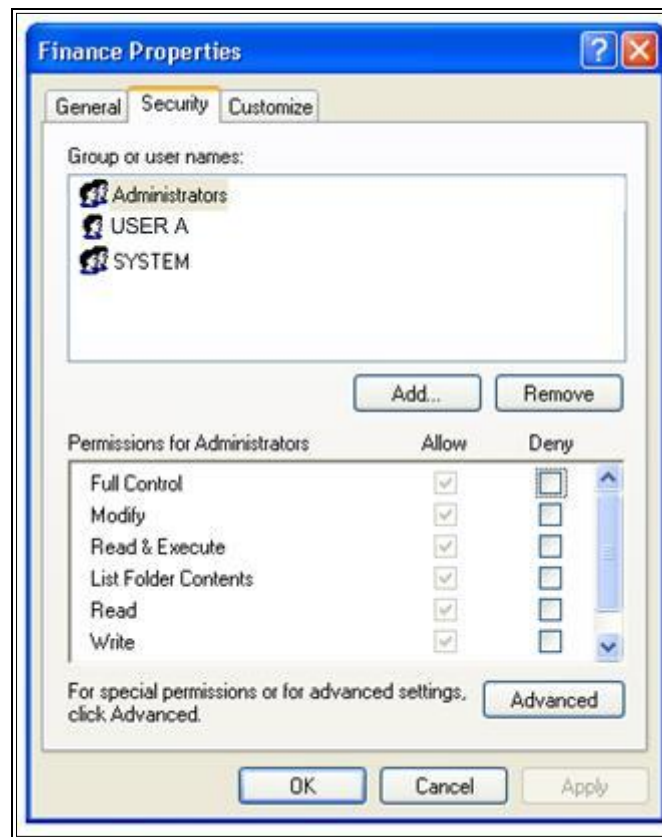 Finance Properties
General Security Customize
Group or user names:
Administrators
USER A
SYSTEM
Add... Remove
Permissions for Administrators Allow Deny
Full Control
Modify
Read & Execute
List Folder Contents
Read
Write
For special permissions or for advanced settings, Advanced
click Advanced.
OK Cancel Apply